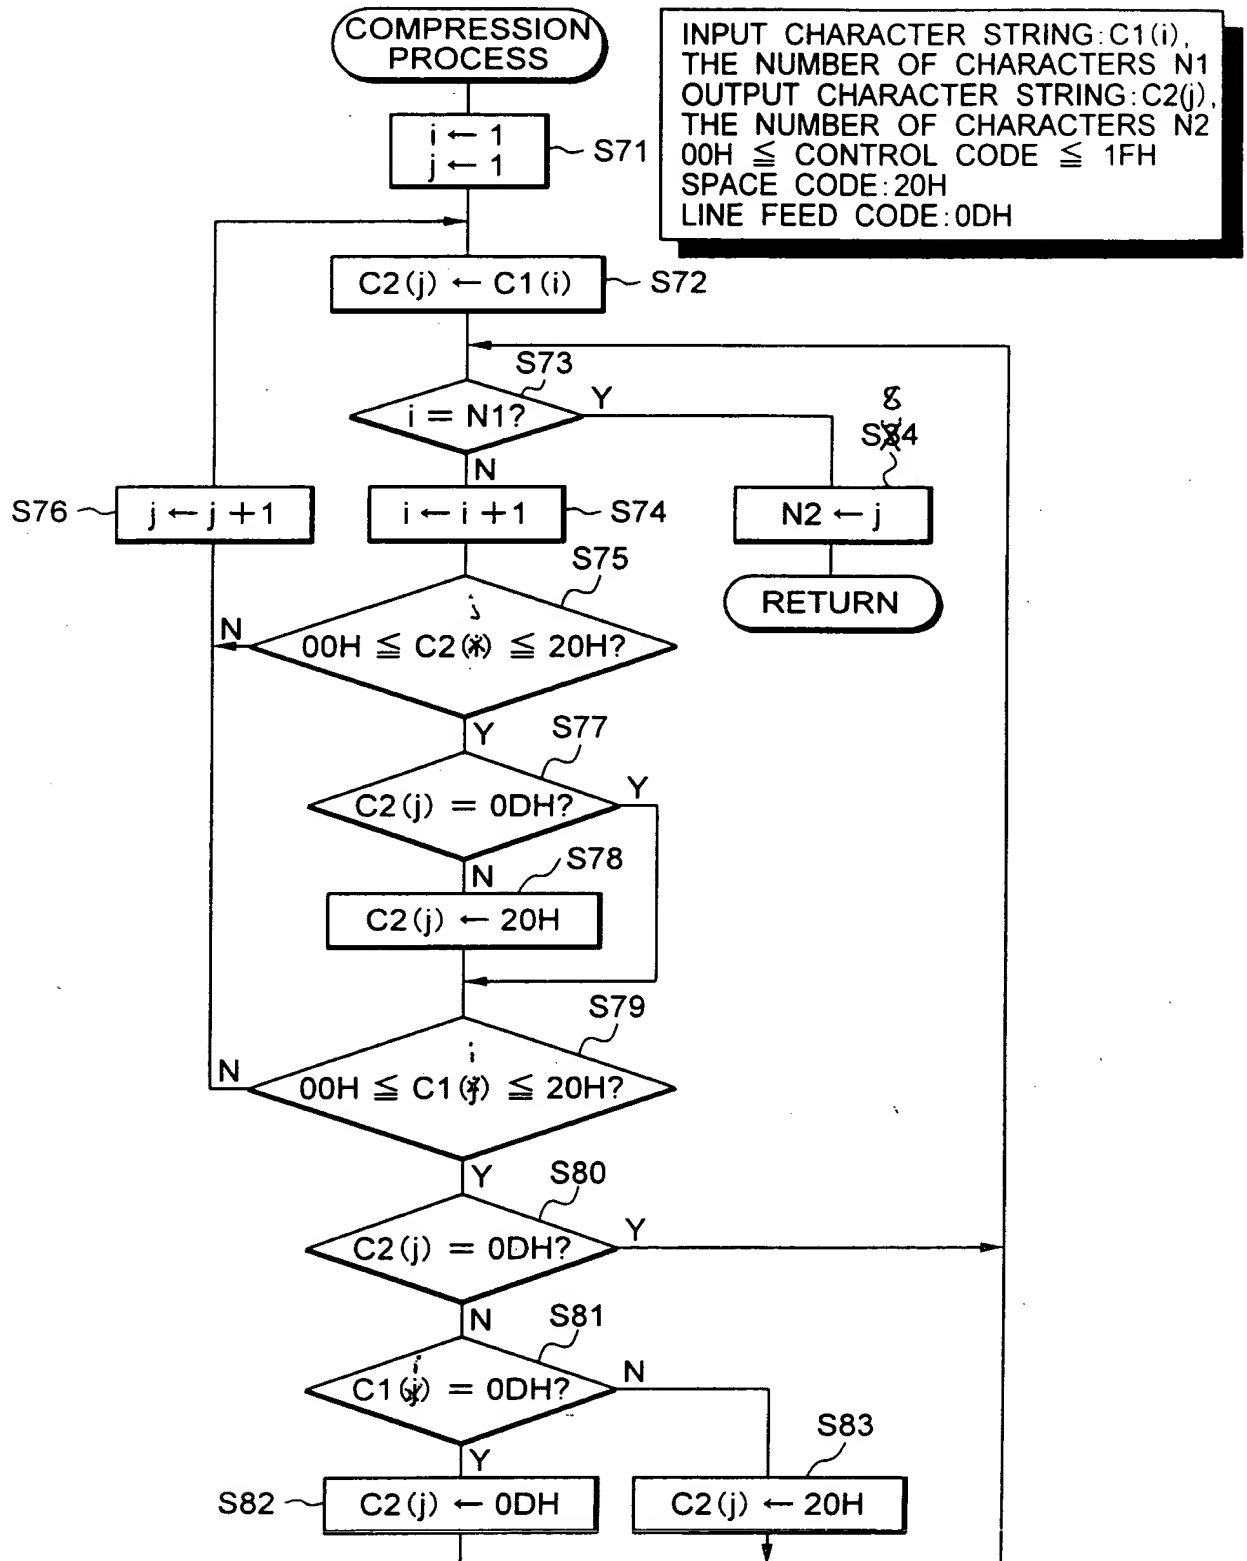 COMPRESSION
PROCESS
INPUT CHARACTER STRING:C1(i),
THE NUMBER OF CHARACTERS N1
OUTPUT CHARACTER STRING:C2(j),
THE NUMBER OF CHARACTERS N2
00H ≦ CONTROL CODE ≦ 1FH
SPACE CODE:20H
LINE FEED CODE:0DH
i ← 1
j ← 1
S71
C2(j) ← C1(i)
S72
S73
i = N1?
Y
N
8
S84
S76
j ← j + 1
i ← i + 1
S74
N2 ← j
S75
RETURN
j
00H ≦ C2( ) ≦ 20H?
N
Y
S77
C2(j) = 0DH?
Y
N
S78
C2(j) ← 20H
S79
i
00H ≦ C1(j) ≦ 20H?
N
Y
S80
C2(j) = 0DH?
Y
N
S81
i
C1(j) = 0DH?
N
Y
S83
S82
C2(j) ← 0DH
C2(j) ← 20H